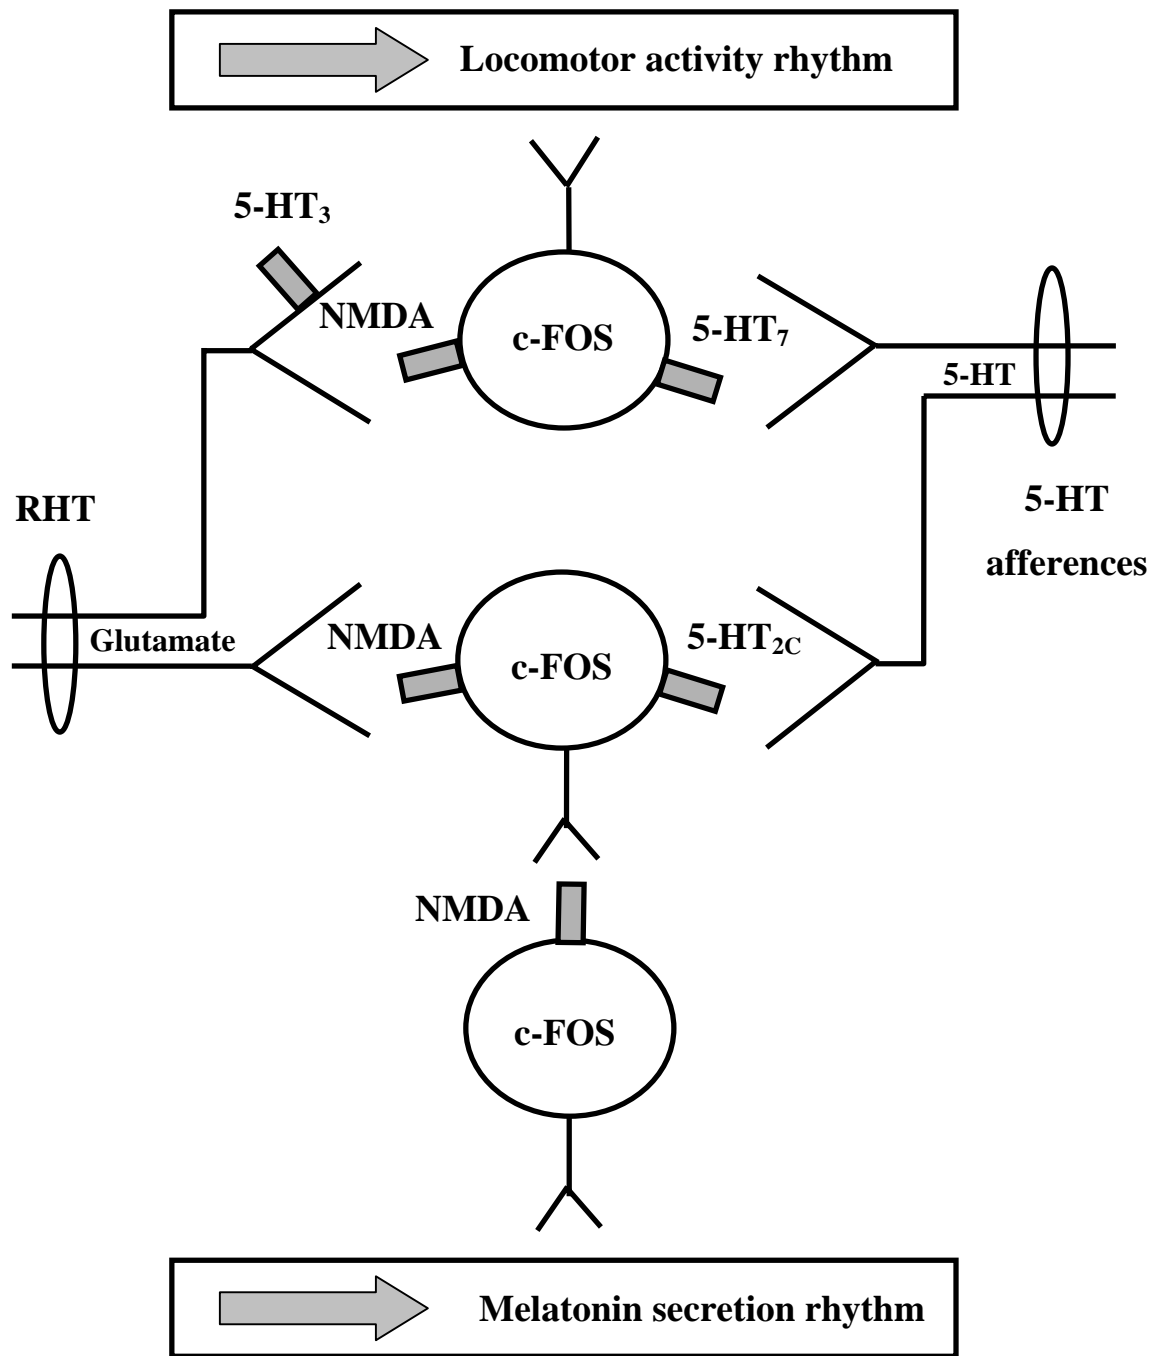 Locomotor activity rhythm
5-HT₃
NMDA
c-FOS
5-HT₇
5-HT
RHT
5-HT
afferences
Glutamate
NMDA
c-FOS
5-HT₂C
NMDA
c-FOS
Melatonin secretion rhythm